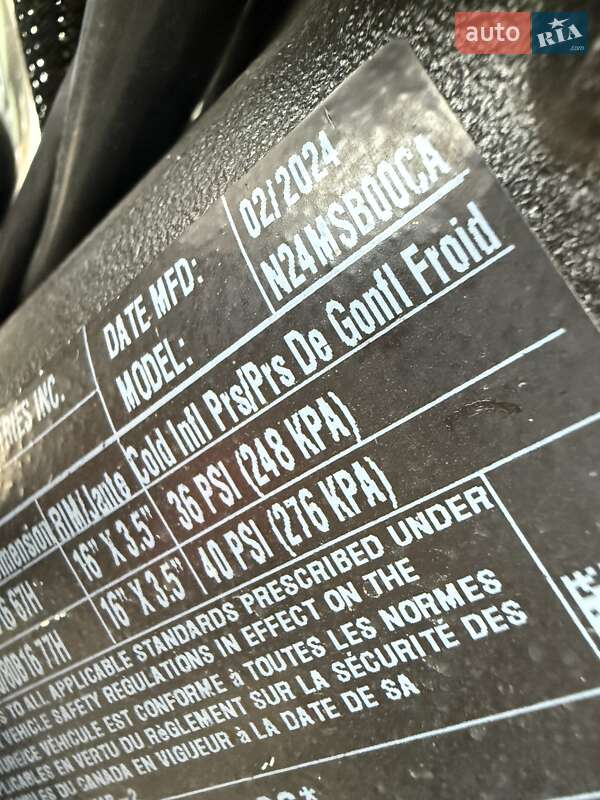 auto RIA .com
DATE MFD: 02/2024
MODEL: N24MSB00CA
INC.
RIM/Jante Cold Infl Prs/Prs De Gonfl Froid
67H 16" X 3.5" 36 PSI (248 KPA)
77H 16" X 3.5" 40 PSI (276 KPA)
TO ALL APPLICABLE STANDARDS PRESCRIBED UNDER
VEHICLE SAFETY REGULATIONS IN EFFECT ON THE
VÉHICULE EST CONFORME à TOUTES LES NORMES
EN VERTU DU RèGLEMENT SUR LA SÉCURITÉ DES
DU CANADA EN VIGUEUR à LA DATE DE SA